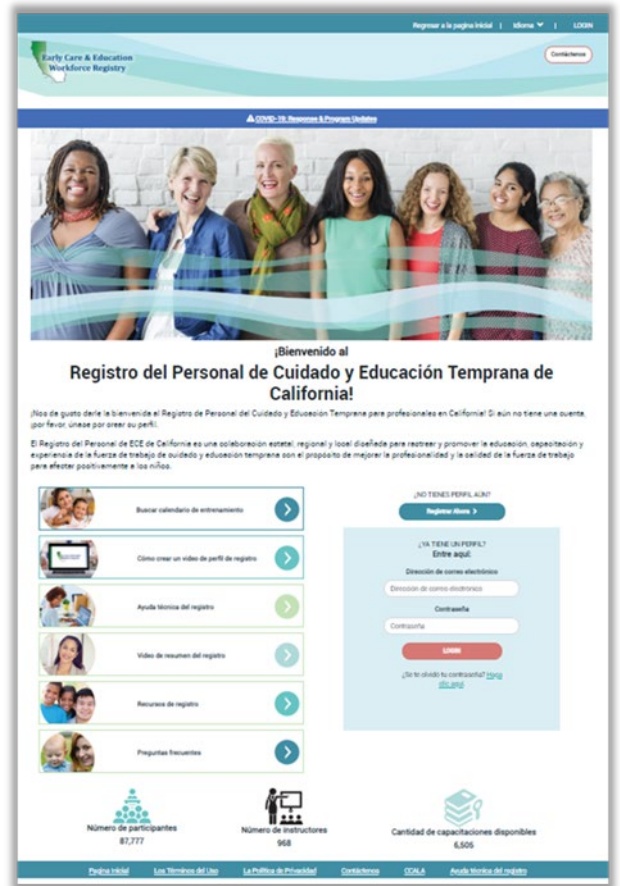 Regresar a la pagina inicial | Idioma | LOGIN
Early Care & Education
Workforce Registry
Contáctenos
COVID-19: Response & Program Updates
¡Bienvenido al
Registro del Personal de Cuidado y Educación Temprana de
California!
¡Nos da gusto darle la bienvenida al Registro de Personal del Cuidado y Educación Temprana para profesionales en California! Si aún no tiene una cuenta,
¡por favor, únase por crear su perfil.
El Registro del Personal de ECE de California es una colaboración estatal, regional y local diseñada para rastrear y promover la educación, capacitación y
experiencia de la fuerza de trabajo de cuidado y educación temprana con el propósito de mejorar la profesionalidad y la calidad de la fuerza de trabajo
para afectar positivamente a los niños.
Buscar calendario de entrenamiento
Cómo crear un video de perfil de registro
Ayuda técnica del registro
Video de resumen del registro
Recursos de registro
Preguntas frecuentes
¿NO TIENES PERFIL AÚN?
Registrar Ahora >
¿YA TIENE UN PERFIL?
Entre aquí:
Dirección de correo electrónico
Dirección de correo electrónico
Contraseña
Contraseña
LOGIN
¿Se te olvidó tu contraseña? Haga
clic aquí.
Número de participantes
87,777
Número de instructores
968
Cantidad de capacitaciones disponibles
6,505
Pagina Inicial Los Términos del Uso La Política de Privacidad Contáctenos CCALA Ayuda técnica del registro